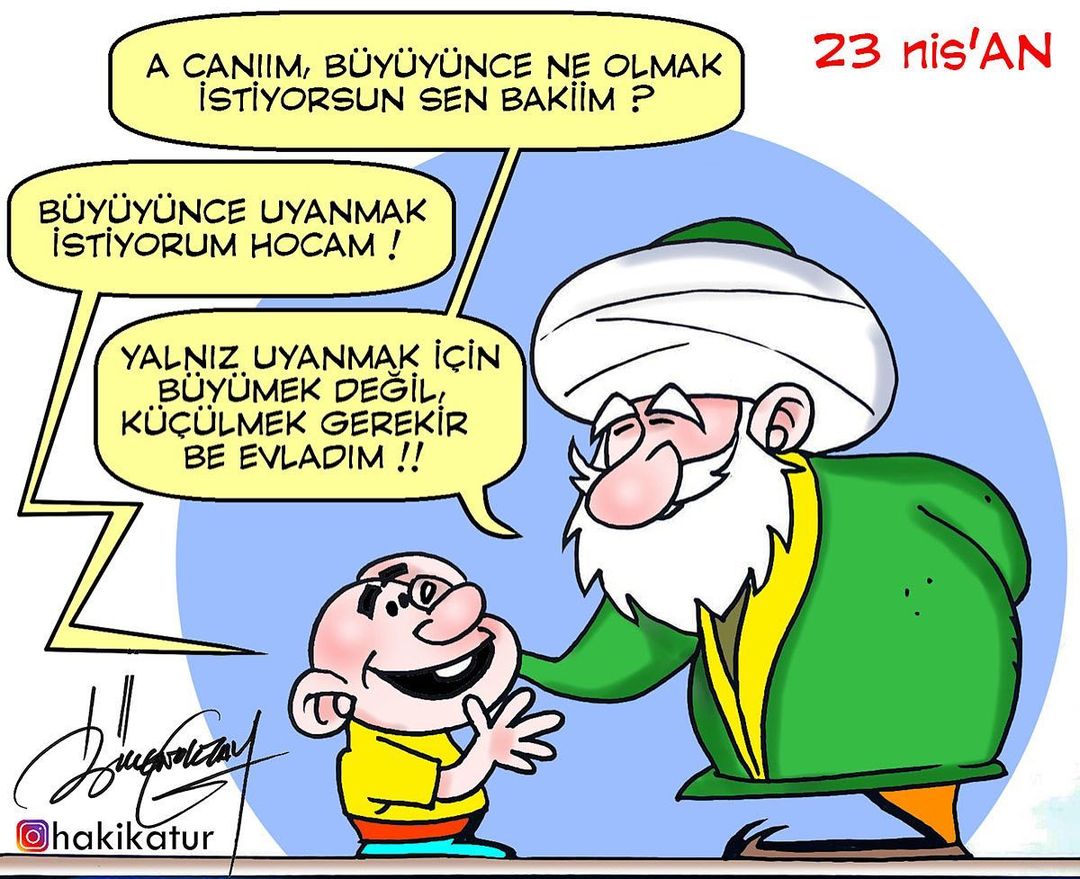 23 nis'AN
A CANIIM, BÜYÜYÜNCE NE OLMAK
İSTİYORSUN SEN BAKİİM ?
BÜYÜYÜNCE UYANMAK
İSTİYORUM HOCAM !
YALNIZ UYANMAK İÇİN
BÜYÜMEK DEĞİL,
KÜÇÜLMEK GEREKİR
BE EVLADIM !!
@hakikatur